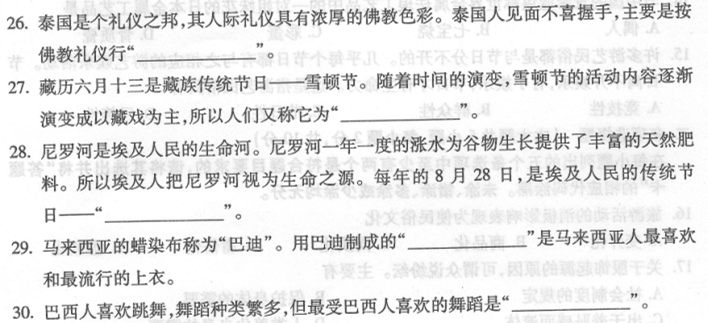 26. 泰国是个礼仪之邦,其人际礼仪具有浓厚的佛教色彩。泰国人见面不喜握手,主要是按
佛教礼仪行“__________”。
27. 藏历六月十三是藏族传统节日——雪顿节。随着时间的演变,雪顿节的活动内容逐渐
演变成以藏戏为主,所以人们又称它为“__________”。
28. 尼罗河是埃及人民的生命河。尼罗河一年一度的涨水为谷物生长提供了丰富的天然肥
料。所以埃及人把尼罗河视为生命之源。每年的 8 月 28 日,是埃及人民的传统节
日——“__________”。
29. 马来西亚的蜡染布称为“巴迪”。用巴迪制成的“__________”是马来西亚人最喜欢
和最流行的上衣。
30. 巴西人喜欢跳舞,舞蹈种类繁多,但最受巴西人喜欢的舞蹈是“__________”。